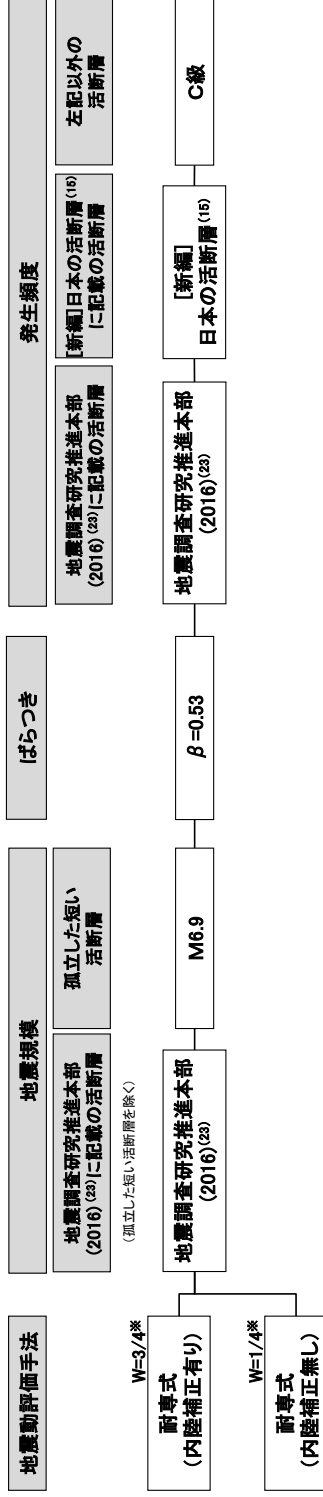 地震動評価手法
地震規模
ばらつき
発生頻度
地震調査研究推進本部
(2016)(23)に記載の活断層
(孤立した短い活断層を除く)
孤立した短い
活断層
地震調査研究推進本部
(2016)(23)に記載の活断層
[新編]日本の活断層(15)
に記載の活断層
左記以外の
活断層
W=3/4※
耐専式
(内陸補正有り)
地震調査研究推進本部
(2016)(23)
M6.9
β=0.53
地震調査研究推進本部
(2016)(23)
[新編]
日本の活断層(15)
C級
W=1/4※
耐専式
(内陸補正無し)